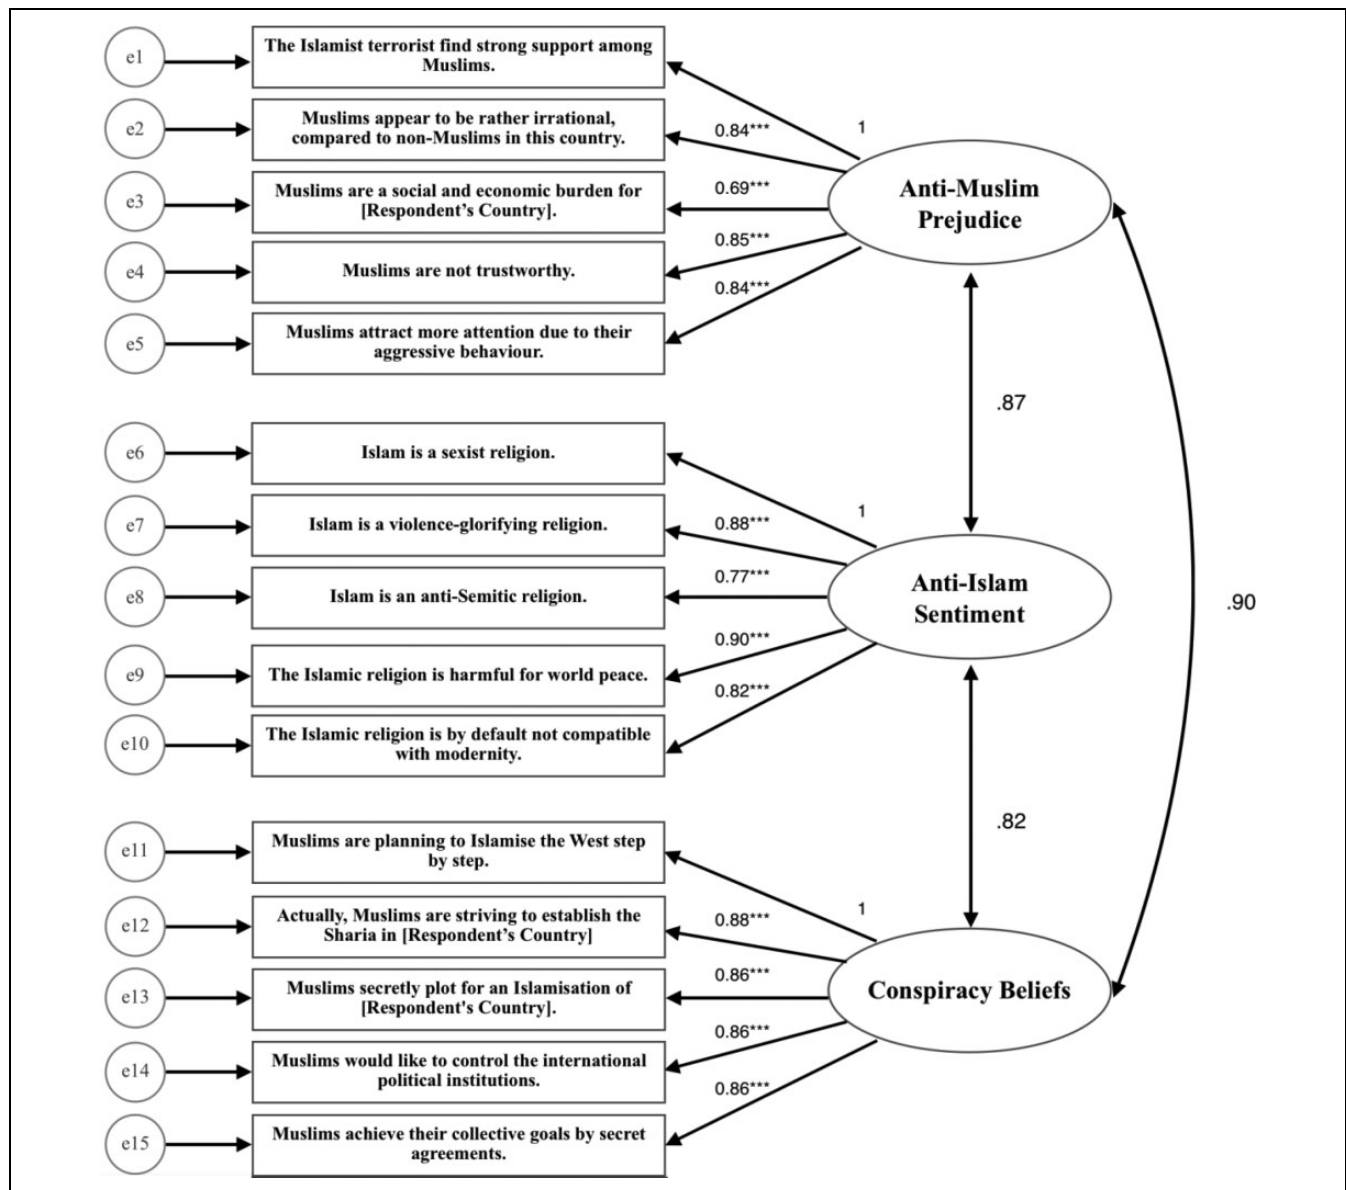 e1
The Islamist terrorist find strong support among
Muslims.
e2
Muslims appear to be rather irrational,
compared to non-Muslims in this country.
0.84***
1
e3
Muslims are a social and economic burden for
[Respondent’s Country].
0.69***
Anti-Muslim
Prejudice
e4
Muslims are not trustworthy.
0.85***
e5
Muslims attract more attention due to their
aggressive behaviour.
0.84***
.87
e6
Islam is a sexist religion.
1
e7
Islam is a violence-glorifying religion.
0.88***
e8
Islam is an anti-Semitic religion.
0.77***
Anti-Islam
Sentiment
.90
e9
The Islamic religion is harmful for world peace.
0.90***
e10
The Islamic religion is by default not compatible
with modernity.
0.82***
.82
e11
Muslims are planning to Islamise the West step
by step.
1
e12
Actually, Muslims are striving to establish the
Sharia in [Respondent’s Country]
0.88***
e13
Muslims secretly plot for an Islamisation of
[Respondent's Country].
0.86***
Conspiracy Beliefs
e14
Muslims would like to control the international
political institutions.
0.86***
e15
Muslims achieve their collective goals by secret
agreements.
0.86***